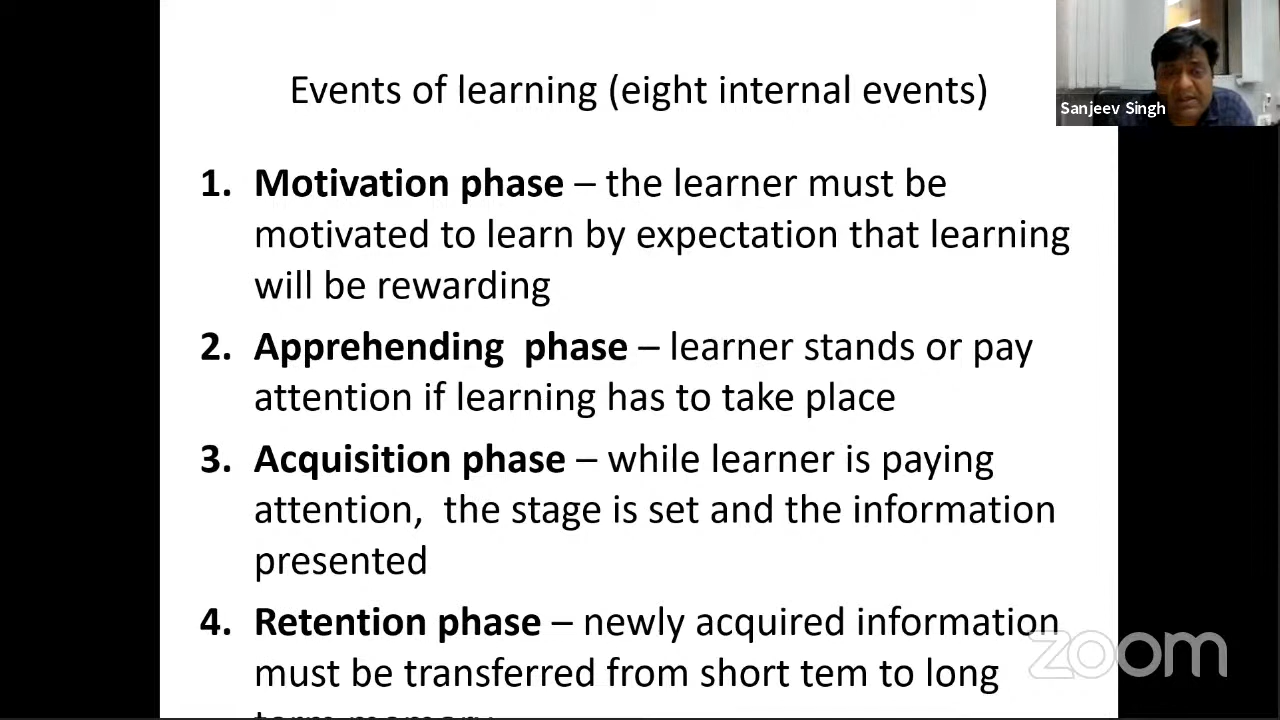 Events of learning (eight internal events)
Sanjeev Singh
1. Motivation phase – the learner must be
motivated to learn by expectation that learning
will be rewarding
2. Apprehending  phase – learner stands or pay
attention if learning has to take place
3. Acquisition phase – while learner is paying
attention,  the stage is set and the information
presented
4. Retention phase – newly acquired information
must be transferred from short tem to long
zoom